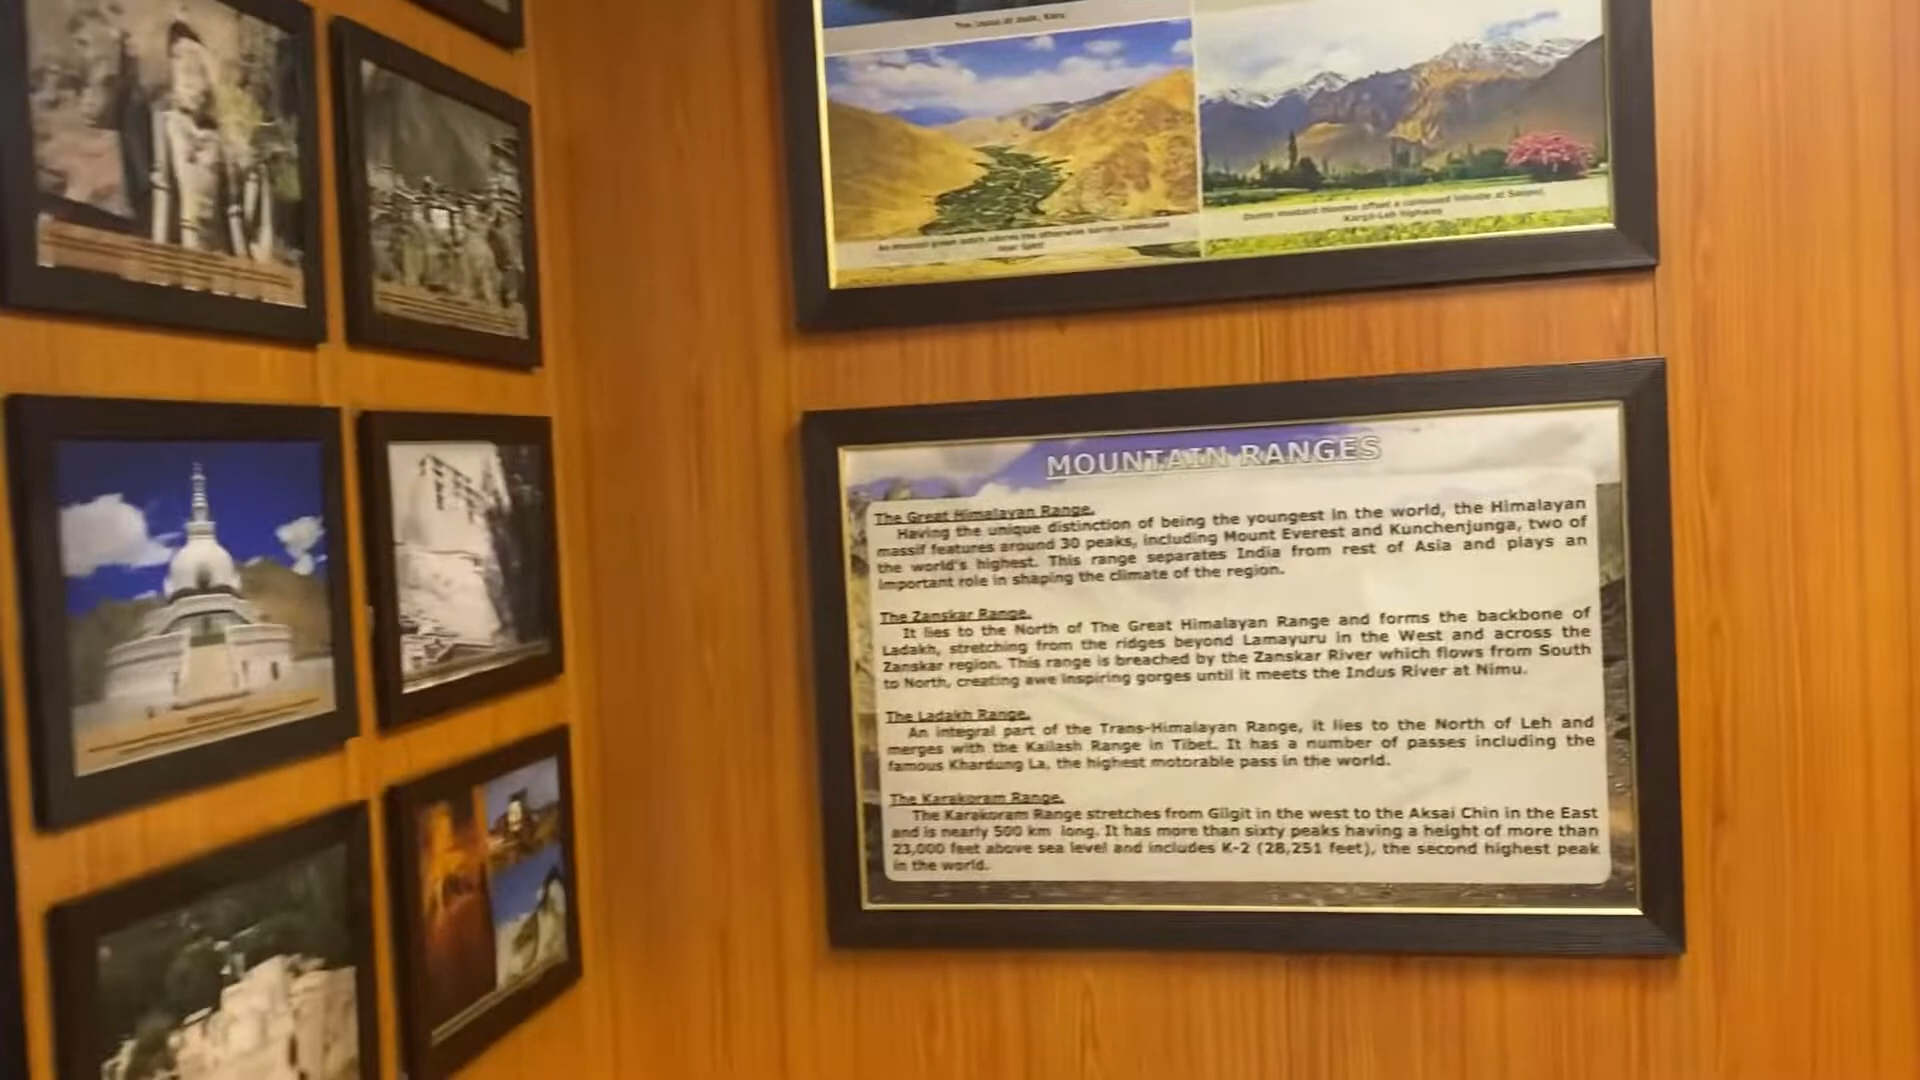 The
Kargil-Leh highway
MOUNTAIN RANGES
The Great Himalayan Range.
Having the unique distinction of being the youngest in the world, the Himalayan
massif features around 30 peaks, including Mount Everest and Kunchenjunga, two of
the world's highest. This range separates India from rest of Asia and plays an
important role in shaping the climate of the region.
The Zanskar Range.
It lies to the North of The Great Himalayan Range and forms the backbone of
Ladakh, stretching from the ridges beyond Lamayuru in the West and across the
Zanskar region. This range is breached by the Zanskar River which flows from South
to North, creating awe inspiring gorges until it meets the Indus River at Nimu.
The Ladakh Range.
An integral part of the Trans-Himalayan Range, it lies to the North of Leh and
merges with the Kailash Range in Tibet. It has a number of passes including the
famous Khardung La, the highest motorable pass in the world.
The Karakoram Range.
The Karakoram Range stretches from Gilgit in the west to the Aksai Chin in the East
and is nearly 500 km long. It has more than sixty peaks having a height of more than
23,000 feet above sea level and includes K-2 (28,251 feet), the second highest peak
in the world.